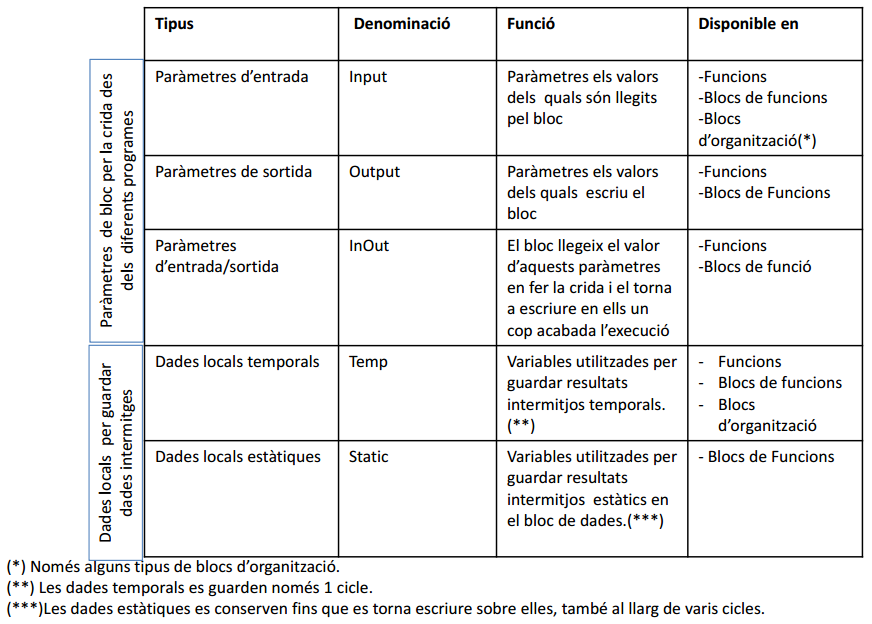 Tipus
Denominació
Funció
Disponible en
Paràmetres de bloc per la crida des
dels diferents programes
Paràmetres d’entrada
Input
Paràmetres els valors
dels quals són llegits
pel bloc
-Funcions
-Blocs de funcions
-Blocs
d’organització(*)
Paràmetres de sortida
Output
Paràmetres els valors
dels quals escriu el
bloc
-Funcions
-Blocs de Funcions
Paràmetres
d’entrada/sortida
InOut
El bloc llegeix el valor
d’aquests paràmetres
en fer la crida i el torna
a escriure en ells un
cop acabada l’execució
-Funcions
-Blocs de funció
Dades locals per guardar
dades intermitges
Dades locals temporals
Temp
Variables utilitzades per
guardar resultats
intermitjos temporals.
(**)
- Funcions
- Blocs de funcions
- Blocs
d’organització
Dades locals estàtiques
Static
Variables utilitzades per
guardar resultats
intermitjos estàtics en
el bloc de dades.(***)
- Blocs de Funcions
(*) Només alguns tipus de blocs d’organització.
(**) Les dades temporals es guarden només 1 cicle.
(***)Les dades estàtiques es conserven fins que es torna escriure sobre elles, també al llarg de varis cicles.